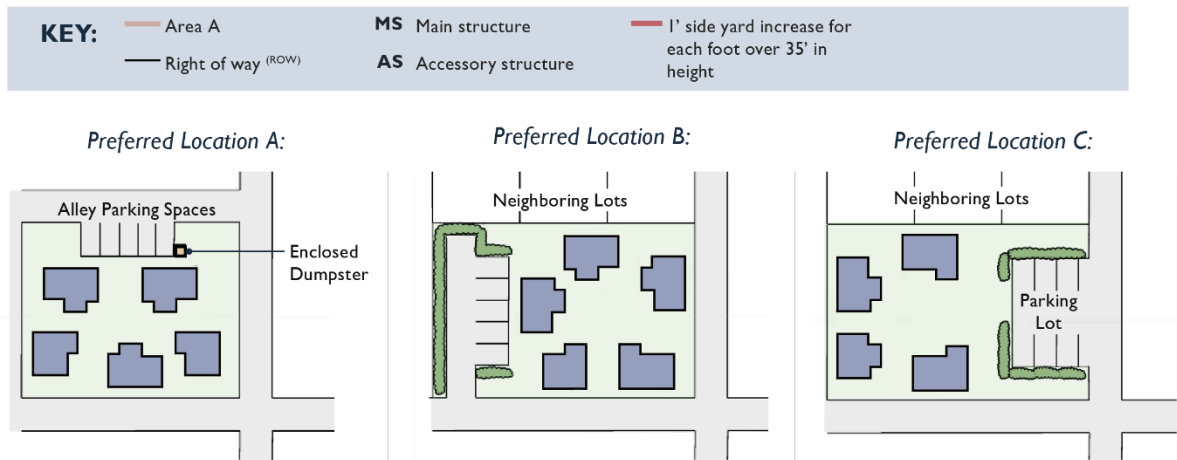 KEY:
Area A
Right of way (ROW)
MS Main structure
AS Accessory structure
1' side yard increase for
each foot over 35' in
height
Preferred Location A:
Alley Parking Spaces
Enclosed
Dumpster
Preferred Location B:
Neighboring Lots
Preferred Location C:
Neighboring Lots
Parking
Lot